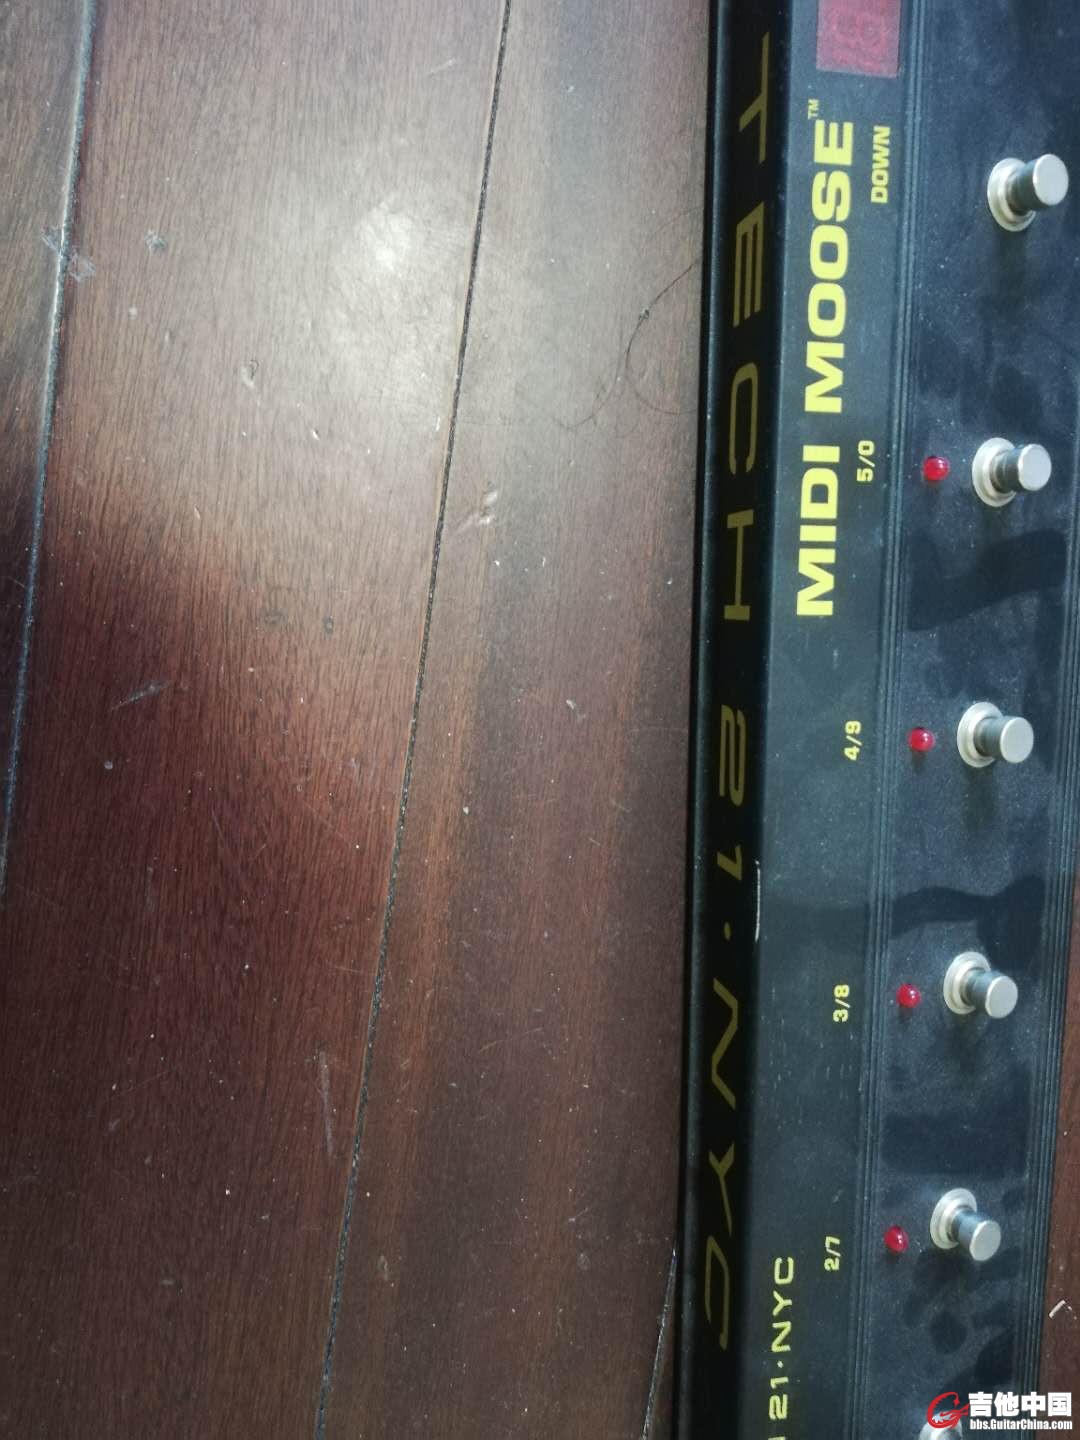 TECH 21·NYC
MIDI MOOSE™
DOWN
5/0
4/9
3/8
2/7
21·NYC
吉他中国
bbs.GuitarChina.com